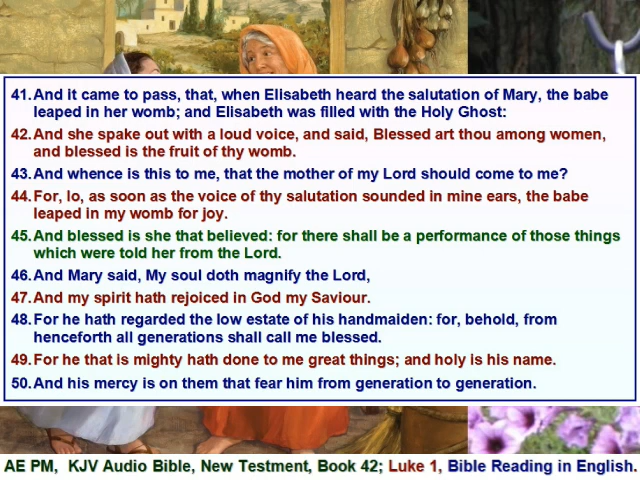 41. And it came to pass, that, when Elisabeth heard the salutation of Mary, the babe
leaped in her womb; and Elisabeth was filled with the Holy Ghost:
42. And she spake out with a loud voice, and said, Blessed art thou among women,
and blessed is the fruit of thy womb.
43. And whence is this to me, that the mother of my Lord should come to me?
44. For, lo, as soon as the voice of thy salutation sounded in mine ears, the babe
leaped in my womb for joy.
45. And blessed is she that believed: for there shall be a performance of those things
which were told her from the Lord.
46. And Mary said, My soul doth magnify the Lord,
47. And my spirit hath rejoiced in God my Saviour.
48. For he hath regarded the low estate of his handmaiden: for, behold, from
henceforth all generations shall call me blessed.
49. For he that is mighty hath done to me great things; and holy is his name.
50. And his mercy is on them that fear him from generation to generation.
AE PM, KJV Audio Bible, New Testment, Book 42; Luke 1, Bible Reading in English.